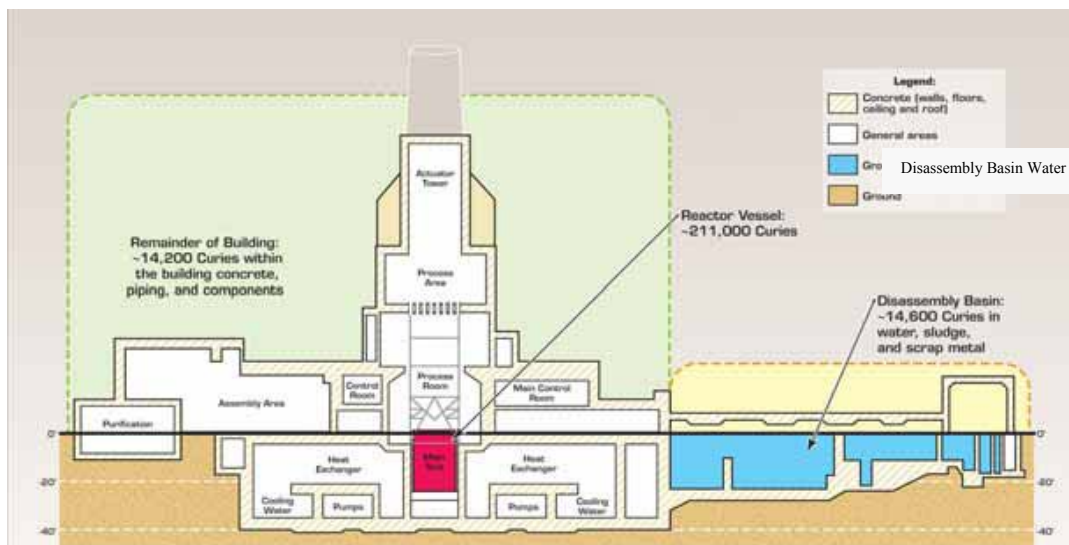 Legend:
Concrete (walls, floors,
ceiling and roof)
General areas
Disassembly Basin Water
Ground
Actuator
Tower
Reactor Vessel:
~211,000 Curies
Remainder of Building:
~14,200 Curies within
the building concrete,
piping, and components
Process
Area
Disassembly Basin:
~14,600 Curies in
water, sludge,
and scrap metal
Control
Room
Process
Room
Main Control
Room
Assembly Area
Purification
0'
0'
Heat
Exchanger
Main
Heat
Exchanger
-20'
-20'
Cooling
Water
Pumps
Pumps
Cooling
Water
-40'
-40'